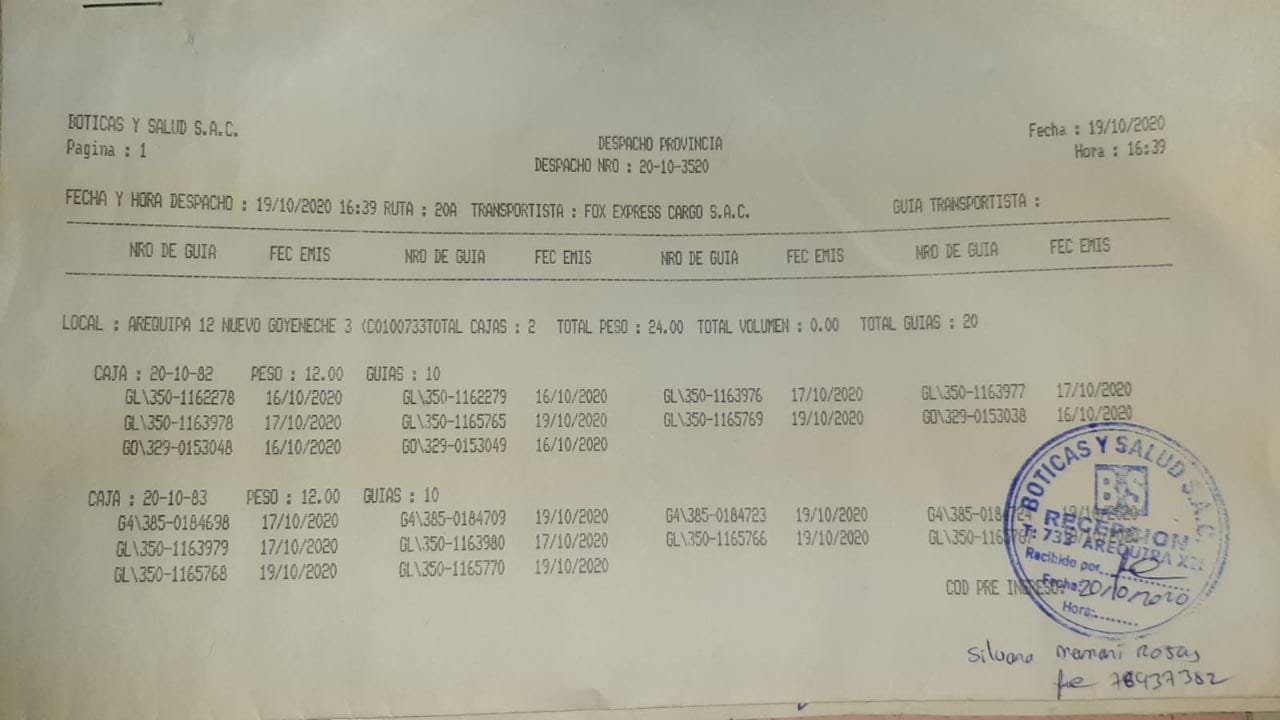 BOTICAS Y SALUD S.A.C.
Pagina : 1
DESPACHO PROVINCIA
DESPACHO NRO : 20-10-3520
Fecha : 19/10/2020
Hora : 16:39
FECHA Y HORA DESPACHO : 19/10/2020 16:39 RUTA : 20A TRANSPORTISTA : FOX EXPRESS CARGO S.A.C. GUIA TRANSPORTISTA :
NRO DE GUIA FEC EMIS NRO DE GUIA FEC EMIS NRO DE GUIA FEC EMIS NRO DE GUIA FEC EMIS
LOCAL : AREQUIPA 12 NUEVO GOYENECHE 3 (C0100733TOTAL CAJAS : 2 TOTAL PESO : 24.00 TOTAL VOLUMEN : 0.00 TOTAL GUIAS : 20
CAJA : 20-10-82 PESO : 12.00 GUIAS : 10
GL\350-1162278 16/10/2020 GL\350-1162279 16/10/2020 GL\350-1163976 17/10/2020 GL\350-1163977 17/10/2020
GL\350-1163978 17/10/2020 GL\350-1165765 19/10/2020 GL\350-1165769 19/10/2020 GO\329-0153038 16/10/2020
GO\329-0153048 16/10/2020 GO\329-0153049 16/10/2020
CAJA : 20-10-83 PESO : 12.00 GUIAS : 10
G4\385-0184698 17/10/2020 G4\385-0184709 19/10/2020 G4\385-0184723 19/10/2020
GL\350-1163979 17/10/2020 GL\350-1163980 17/10/2020 GL\350-1165766 19/10/2020
GL\350-1165768 19/10/2020 GL\350-1165770 19/10/2020
COD PRE INGRESO:
BOTICAS Y SALUD S.A.C.
BS
RECEPCION
T. 733 AREQUIPA XII
Recibido por
Fecha: 20/10/2020
Hora:
Silvana Mamani Rosas
78437382